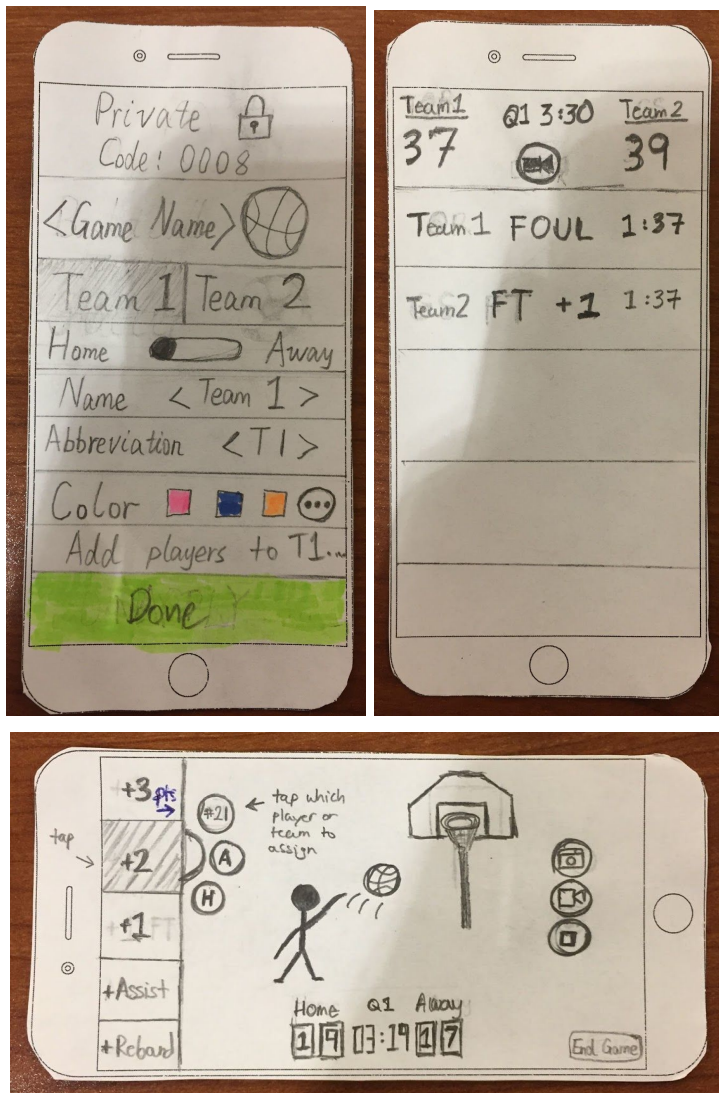 Private
Code: 0008
<Game Name>
Team 1 Team 2
Home Away
Name <Team 1>
Abbreviation <T1>
Color
Add players to T1...
Done
Team1 Q1 3:30 Team2
37 39
Team 1 FOUL 1:37
Team2 FT +1 1:37
+3 pts
tap
+2
+1 FT
+Assist
+Rebard
#21
A
H
tap which
player or
team to
assign
Home Q1 Away
19 03:19 17
End Game